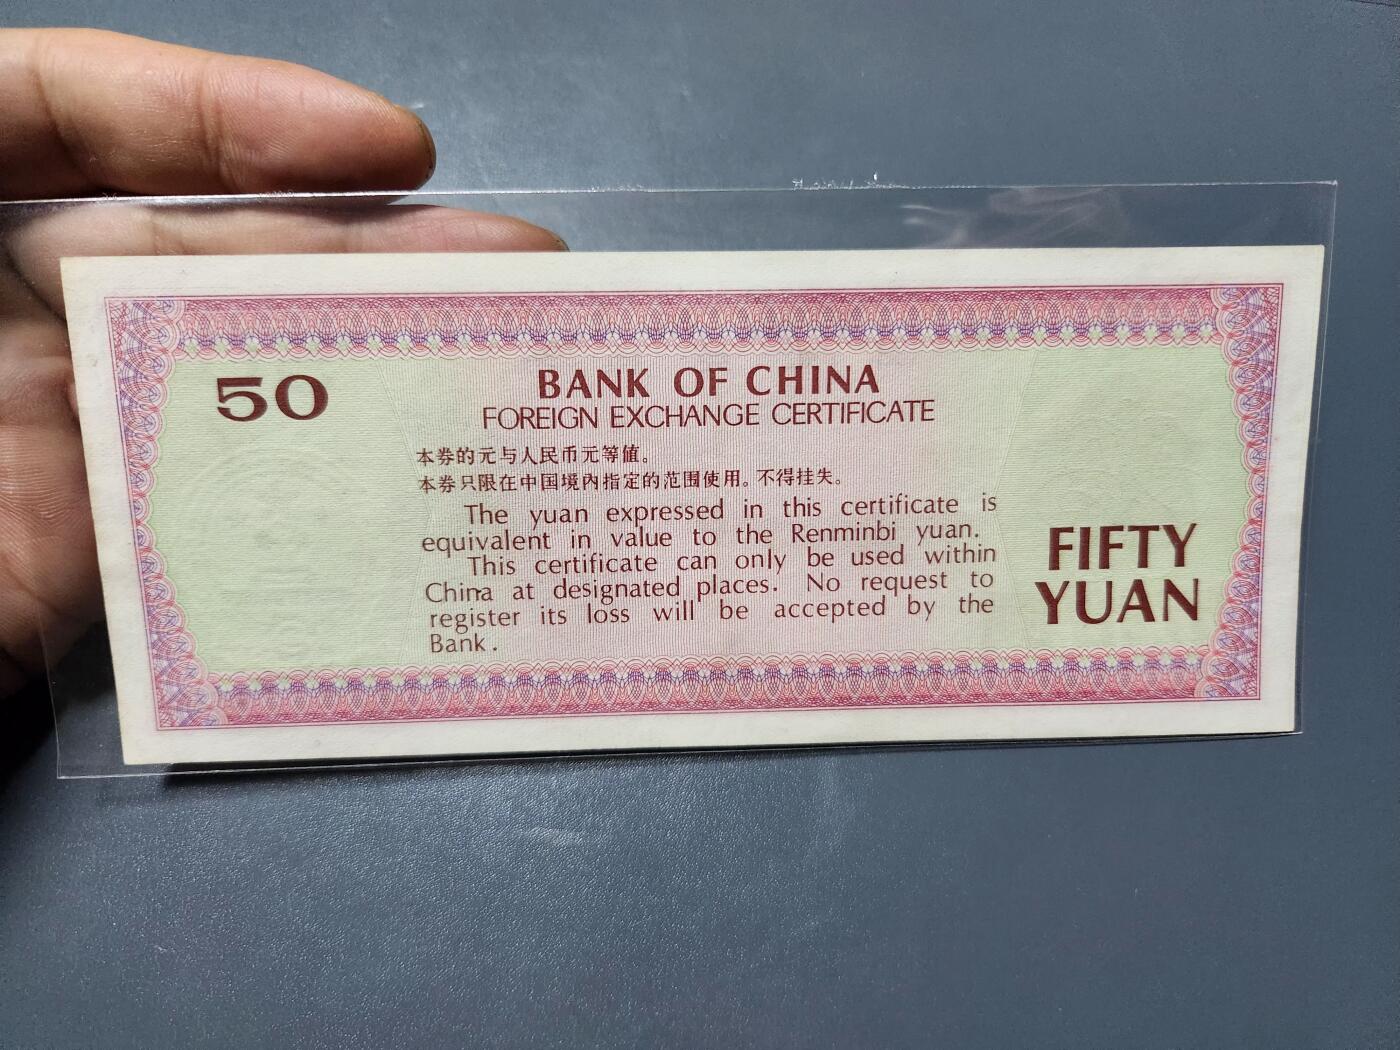 50
BANK OF CHINA
FOREIGN EXCHANGE CERTIFICATE
本券的元与人民币元等值。
本券只限在中国境内指定的范围使用。不得挂失。
The yuan expressed in this certificate is
equivalent in value to the Renminbi yuan.
This certificate can only be used within
China at designated places. No request to
register its loss will be accepted by the
Bank.
FIFTY
YUAN